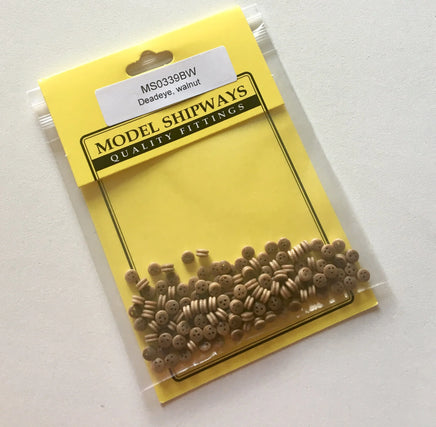 MS0339BW
Deadeye, walnut
MODEL SHIPWAYS
QUALITY FITTINGS